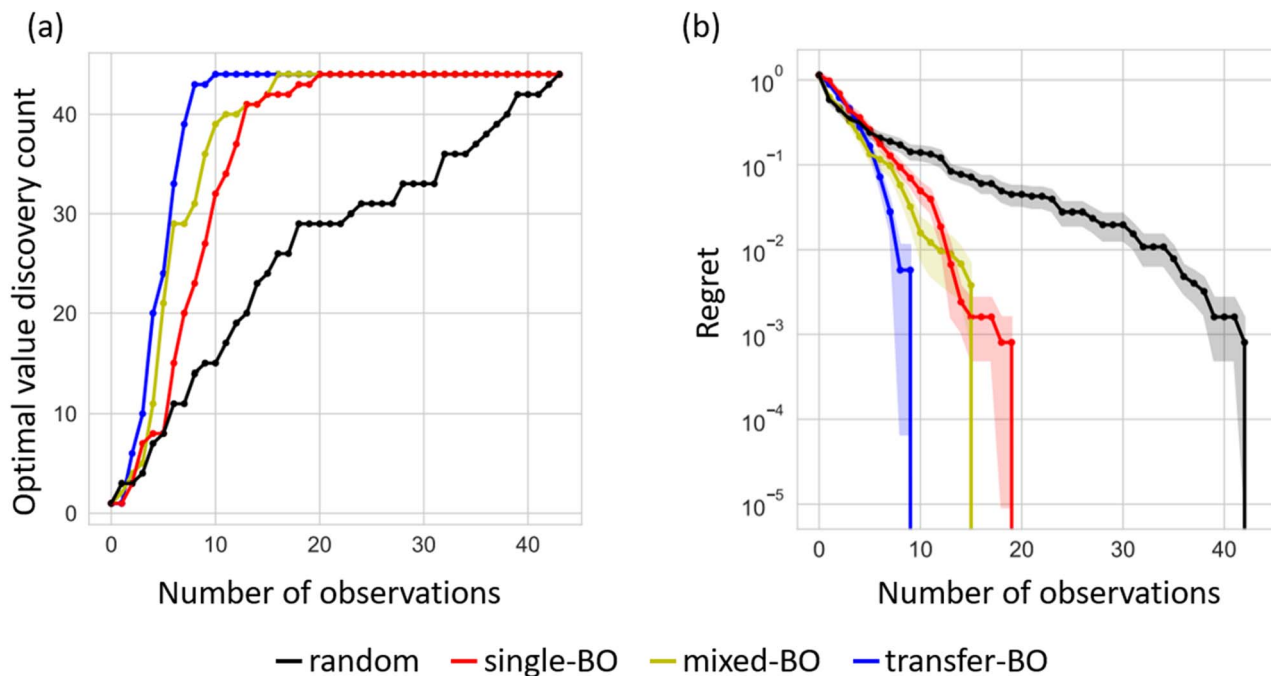 (a)
Optimal value discovery count
40
30
20
10
0
0 10 20 30 40
Number of observations
(b)
Regret
10⁰
10⁻¹
10⁻²
10⁻³
10⁻⁴
10⁻⁵
0 10 20 30 40
Number of observations
random single-BO mixed-BO transfer-BO